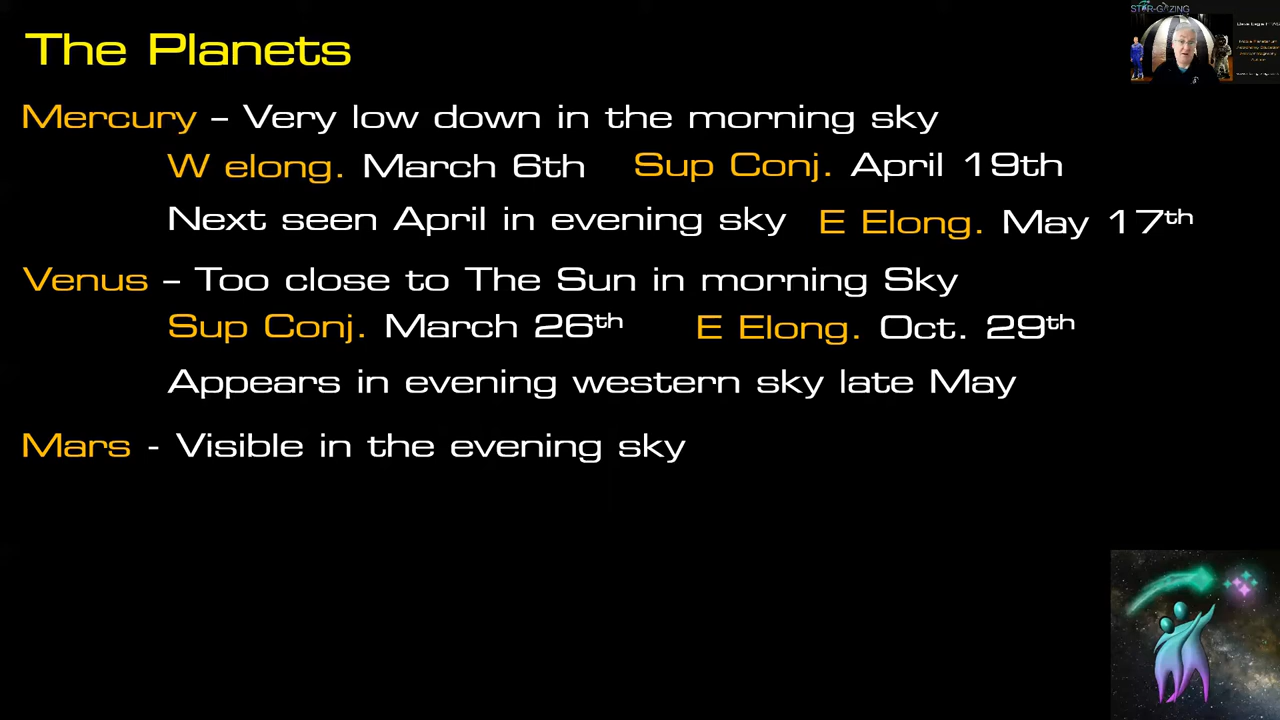 The Planets
STAR-GAZING
Mercury – Very low down in the morning sky
W elong. March 6th Sup Conj. April 19th
Next seen April in evening sky E Elong. May 17th
Venus – Too close to The Sun in morning Sky
Sup Conj. March 26th E Elong. Oct. 29th
Appears in evening western sky late May
Mars - Visible in the evening sky